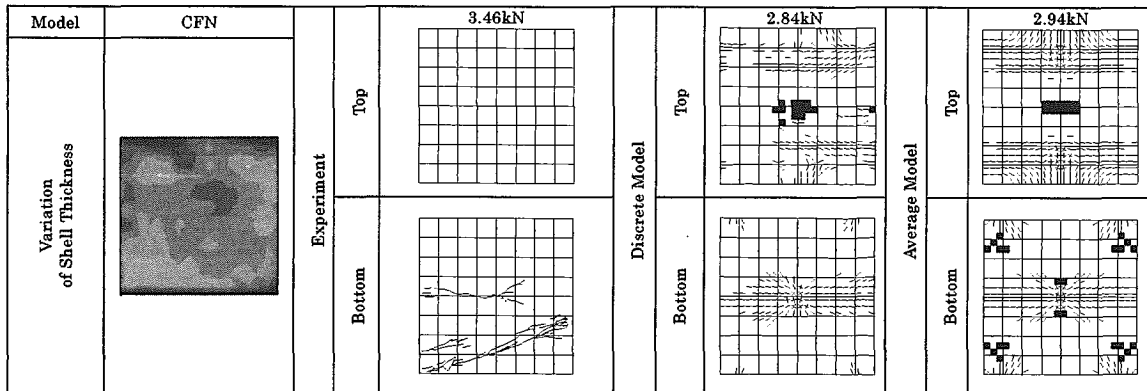 Model
CFN
Variation
of Shell Thickness
Experiment
3.46kN
Top
Bottom
Discrete Model
2.84kN
Top
Bottom
Average Model
2.94kN
Top
Bottom